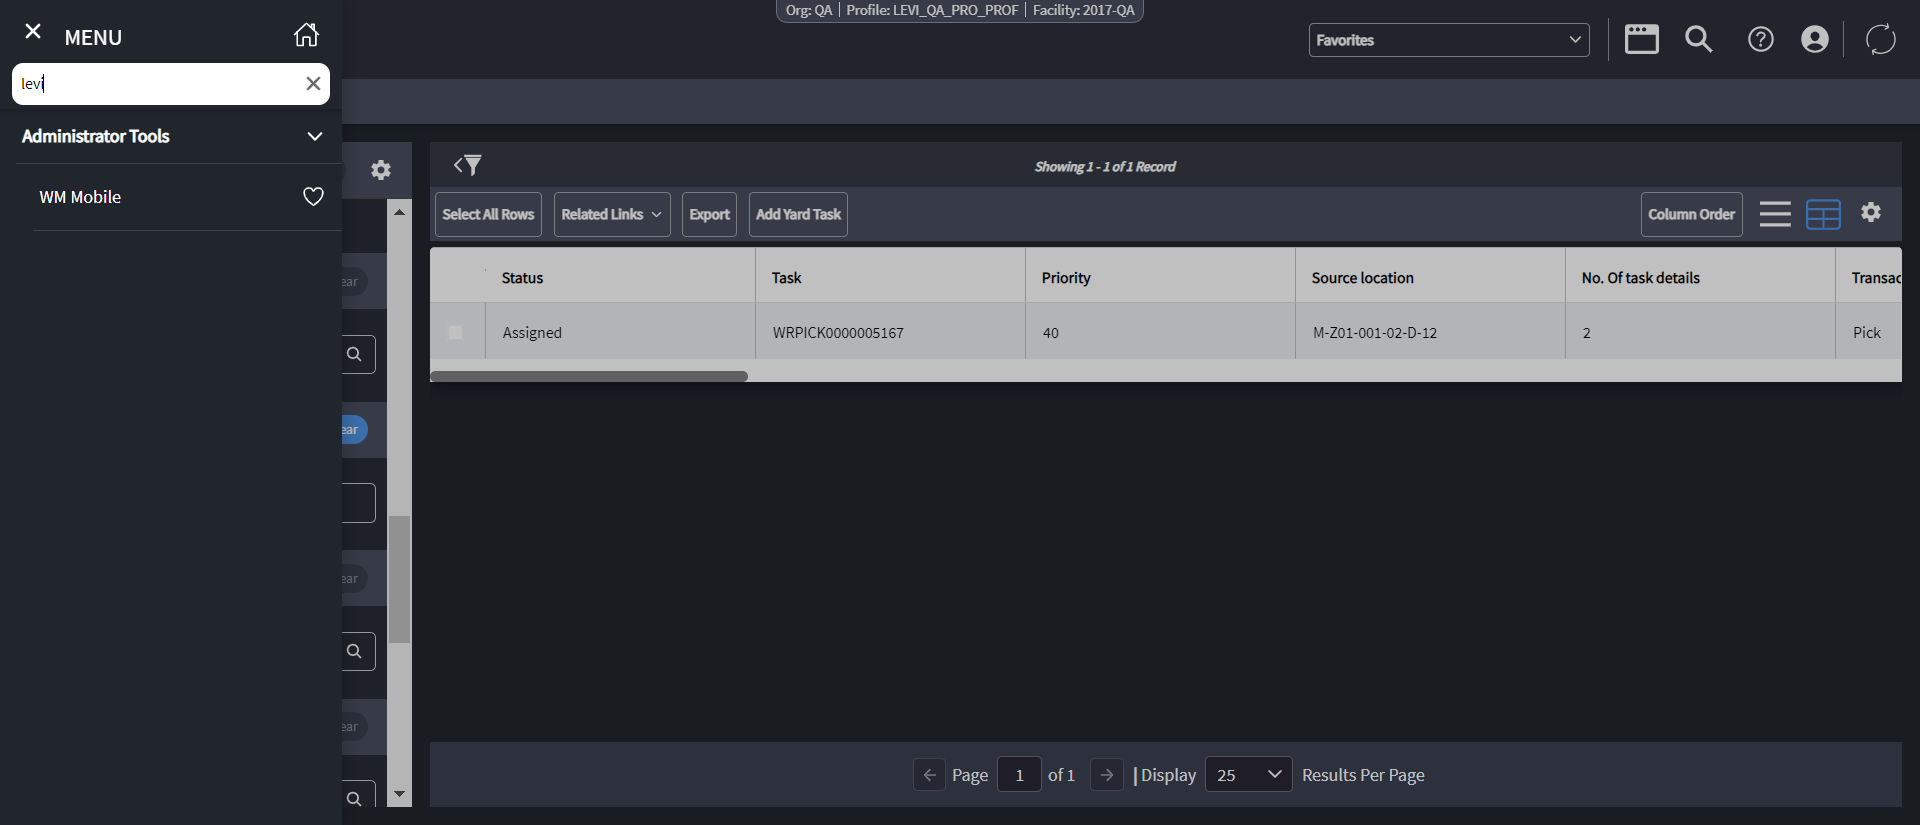 Org: QA | Profile: LEVI_QA_PRO_PROF | Facility: 2017-QA
MENU
Favorites
levi
Administrator Tools
WM Mobile
Showing 1 - 1 of 1 Record
Select All Rows
Related Links
Export
Add Yard Task
Column Order
Status
Task
Priority
Source location
No. Of task details
Transac
Assigned
WRPICK0000005167
40
M-Z01-001-02-D-12
2
Pick
ear
ear
ear
ear
Page 1 of 1 | Display 25 Results Per Page